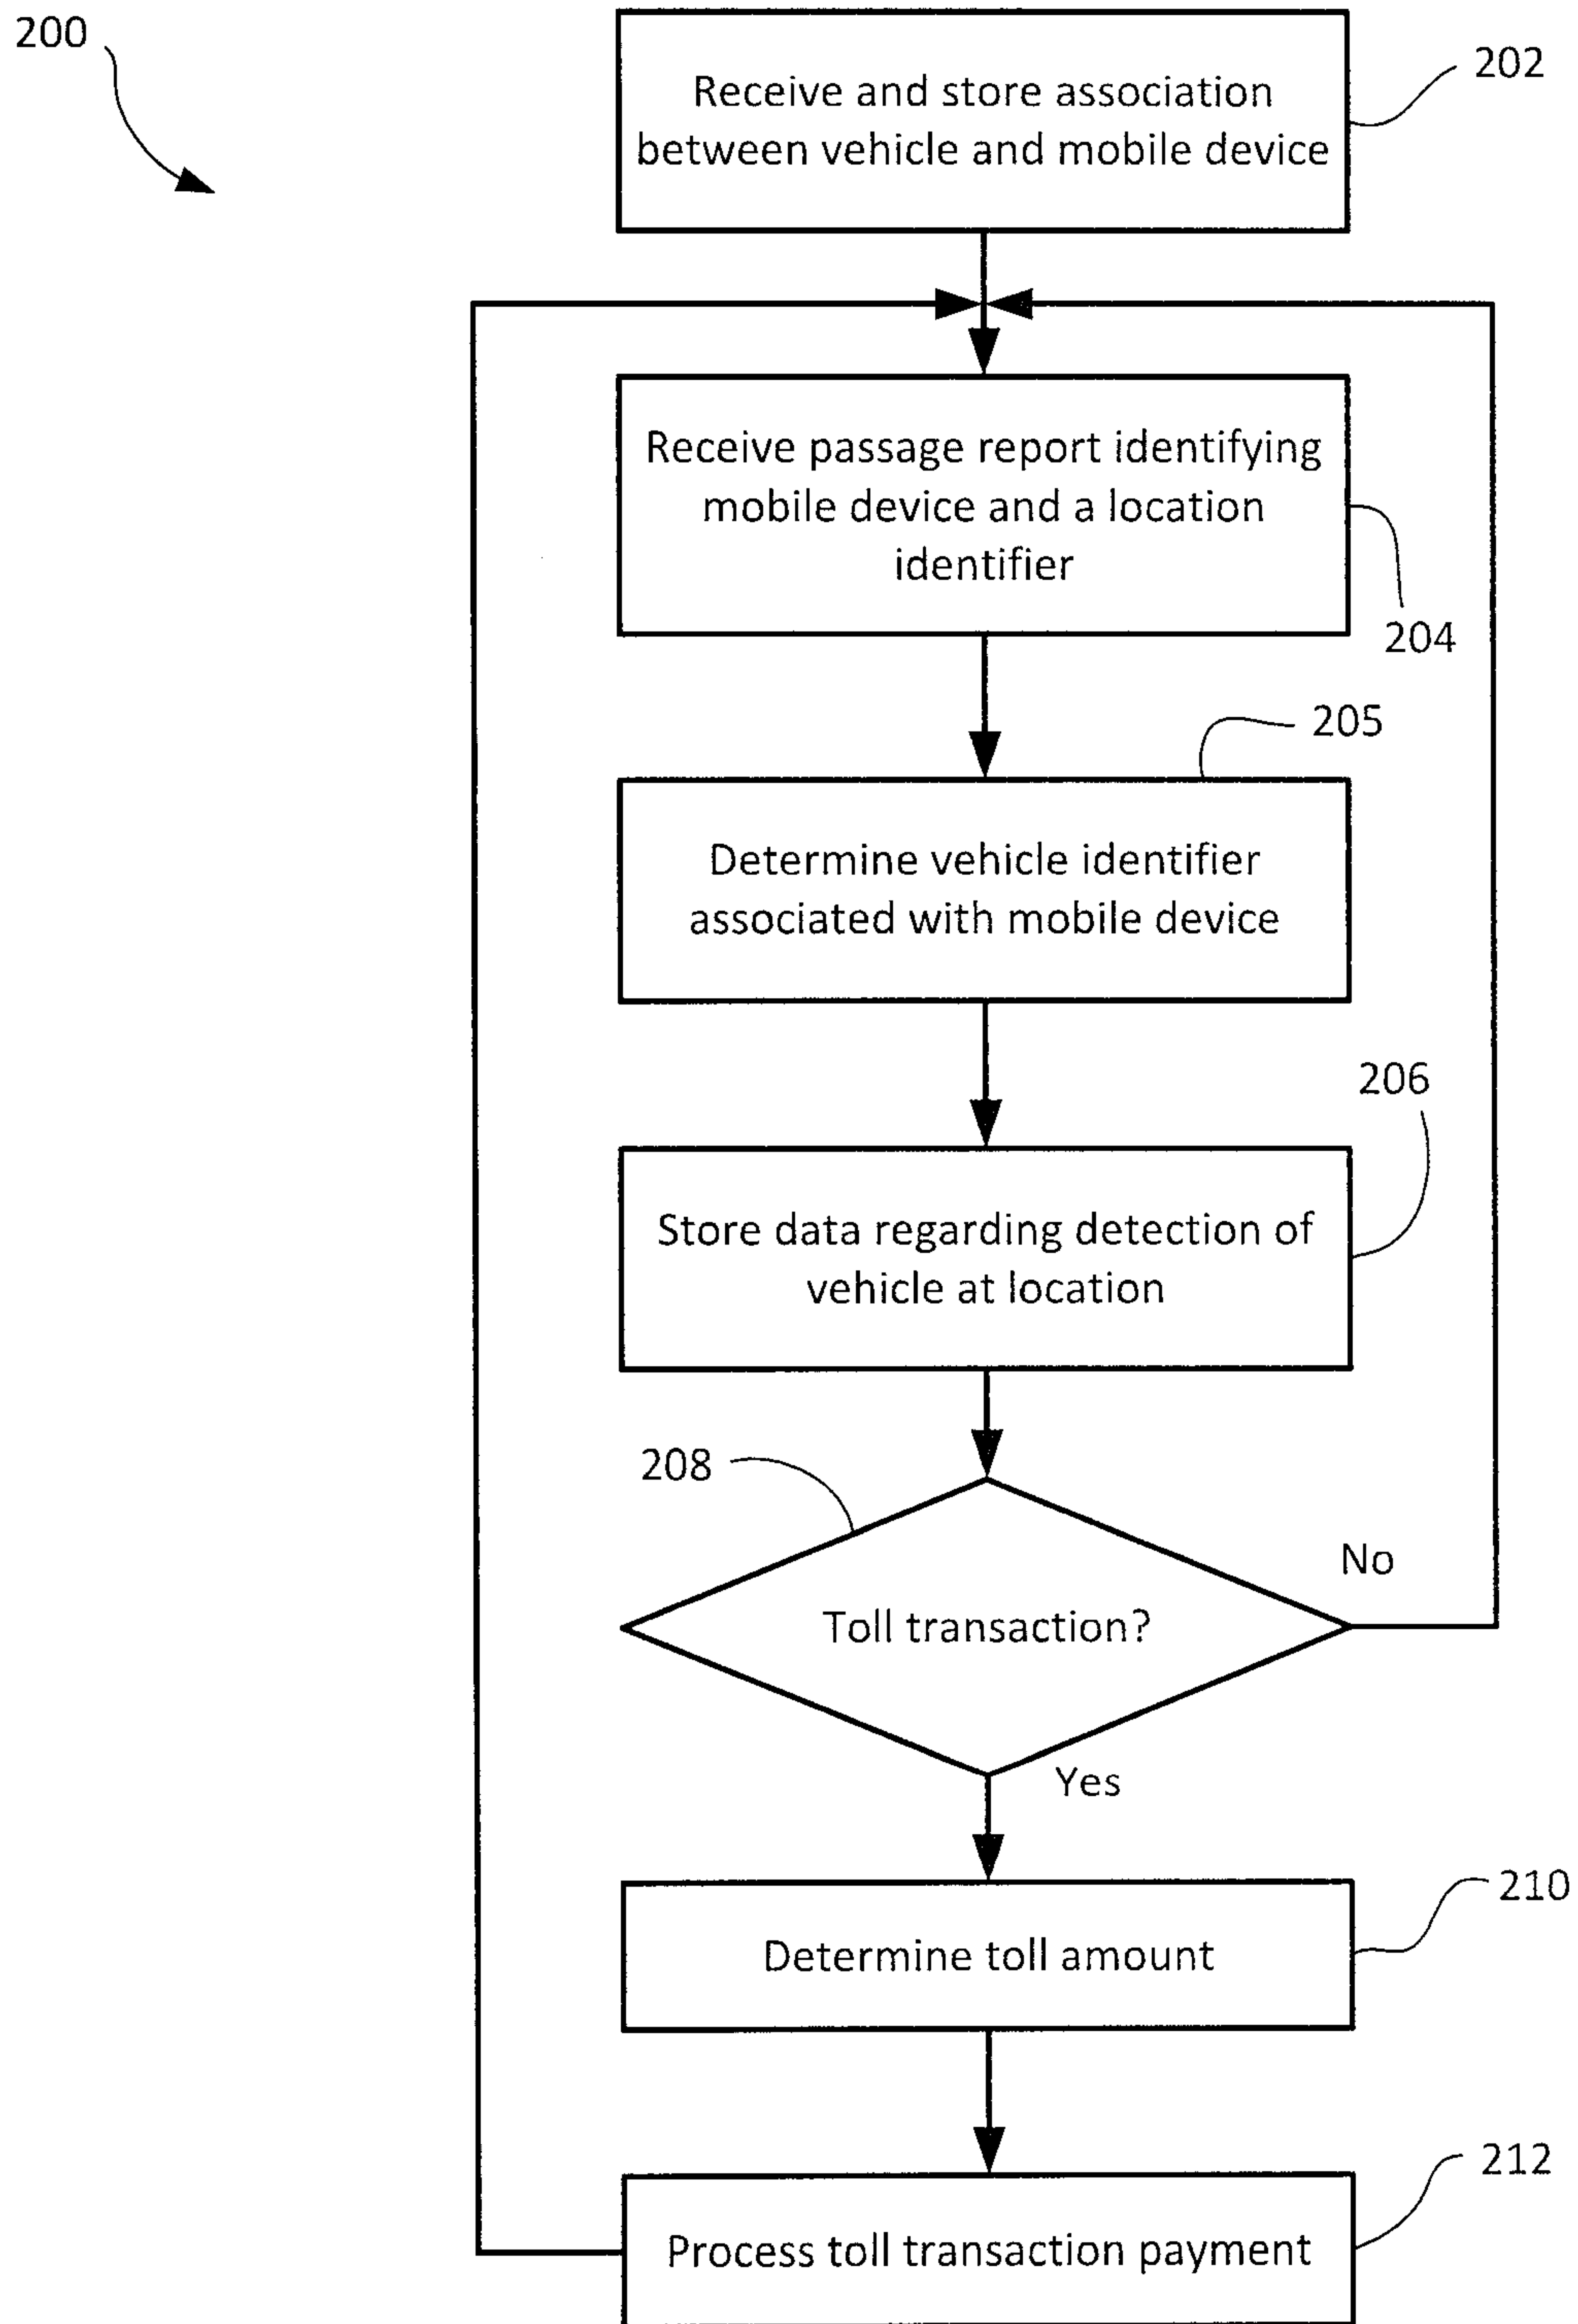 200
202
Receive and store association
between vehicle and mobile device
Receive passage report identifying
mobile device and a location
identifier
204
205
Determine vehicle identifier
associated with mobile device
206
Store data regarding detection of
vehicle at location
208
No
Toll transaction?
Yes
210
Determine toll amount
212
Process toll transaction payment